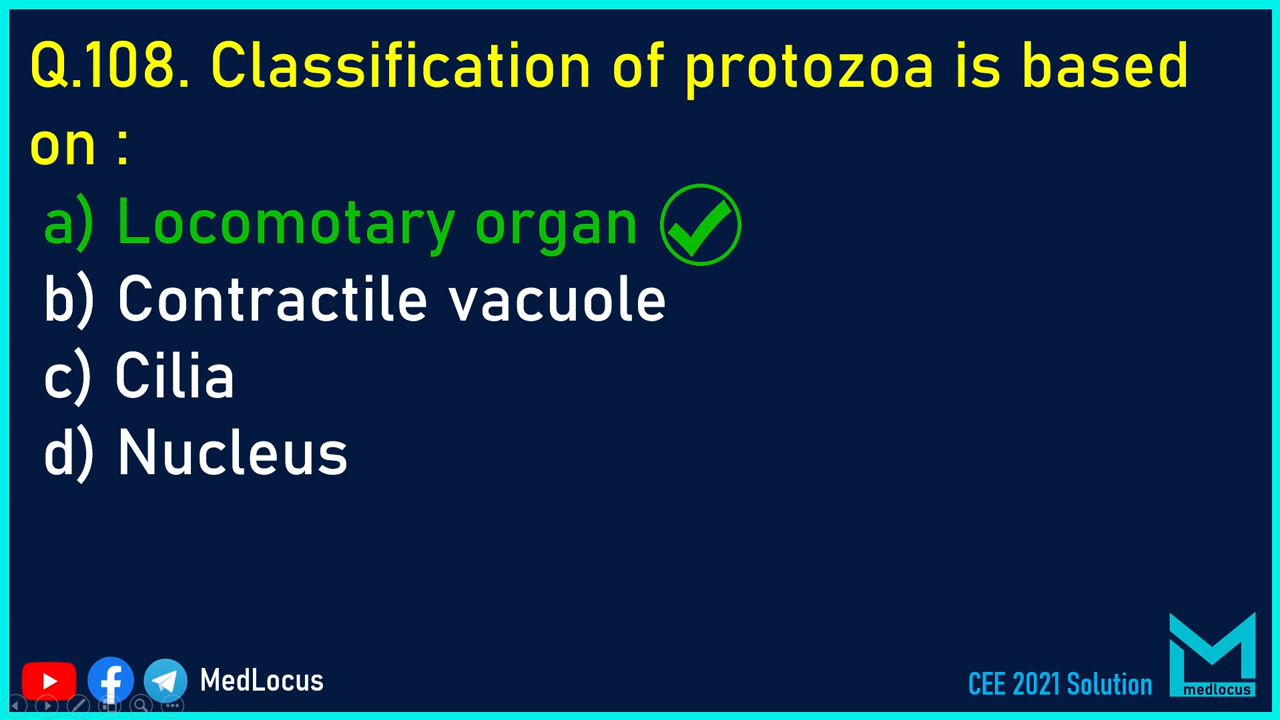 Q.108. Classification of protozoa is based
on :
a) Locomotary organ
b) Contractile vacuole
c) Cilia
d) Nucleus
MedLocus
CEE 2021 Solution
medlocus